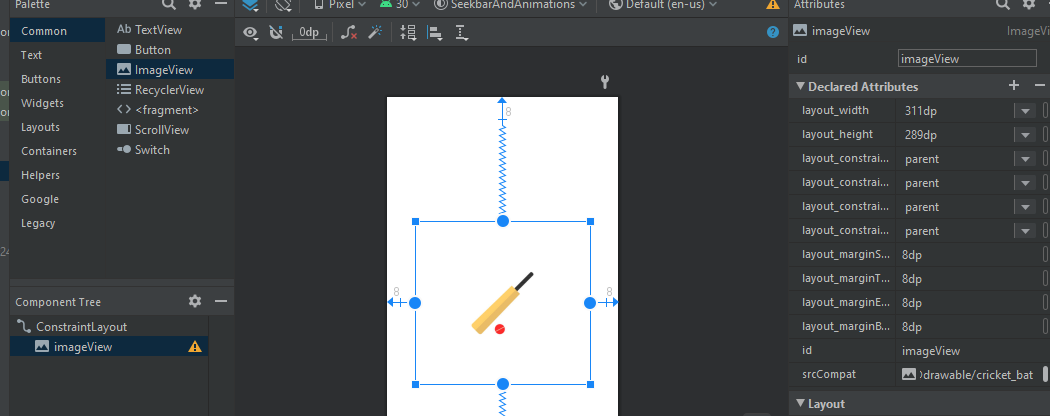 Palette
Pixel
30
SeekbarAndAnimations
Default (en-us)
Attributes
Common
Text
Buttons
Widgets
Layouts
Containers
Helpers
Google
Legacy
Ab TextView
Button
ImageView
RecyclerView
<> <fragment>
ScrollView
Switch
0dp
8
8
8
Component Tree
ConstraintLayout
imageView
imageView
ImageVi
id imageView
Declared Attributes
layout_width 311dp
layout_height 289dp
layout_constrai... parent
layout_constrai... parent
layout_constrai... parent
layout_constrai... parent
layout_marginS... 8dp
layout_marginT... 8dp
layout_marginE... 8dp
layout_marginB... 8dp
id imageView
srcCompat drawable/cricket_bat
Layout